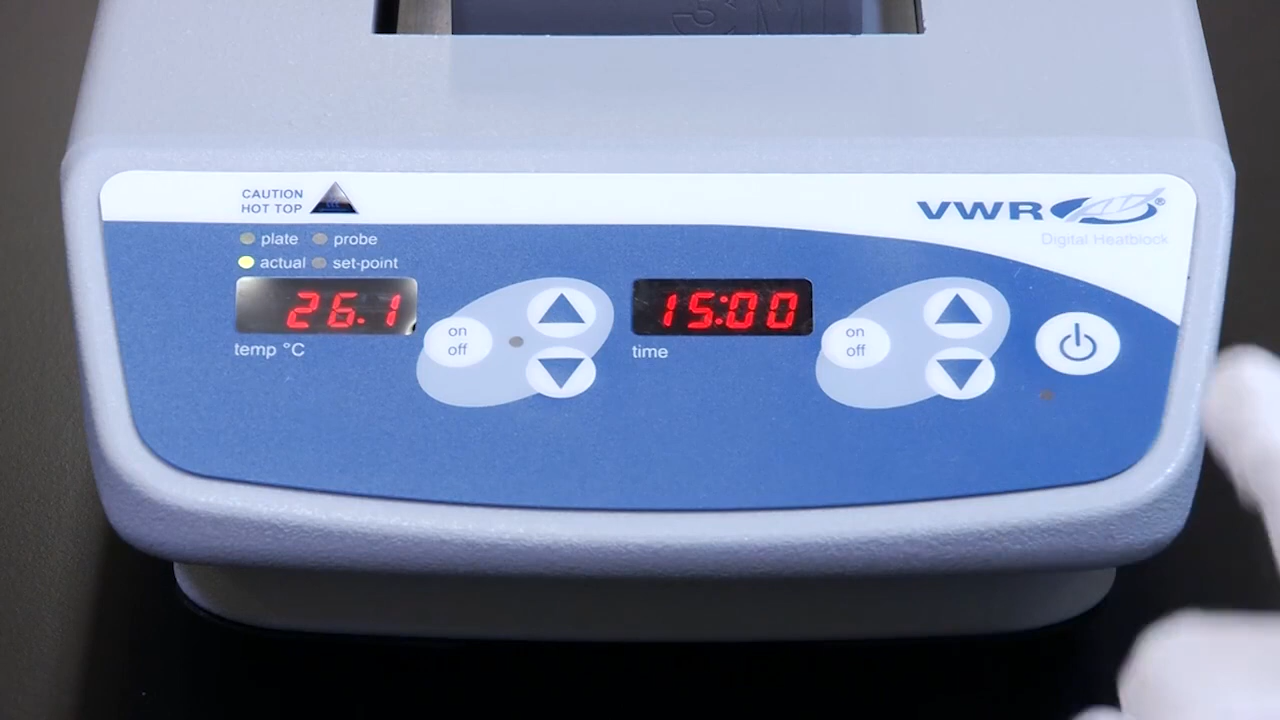 CAUTION
HOT TOP
VWR®
Digital Heatblock
plate probe
actual set-point
26.1
15:00
on
off
on
off
temp °C
time